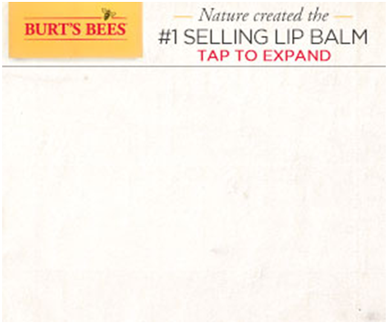 BURT'S BEES
Nature created the
#1 SELLING LIP BALM
TAP TO EXPAND